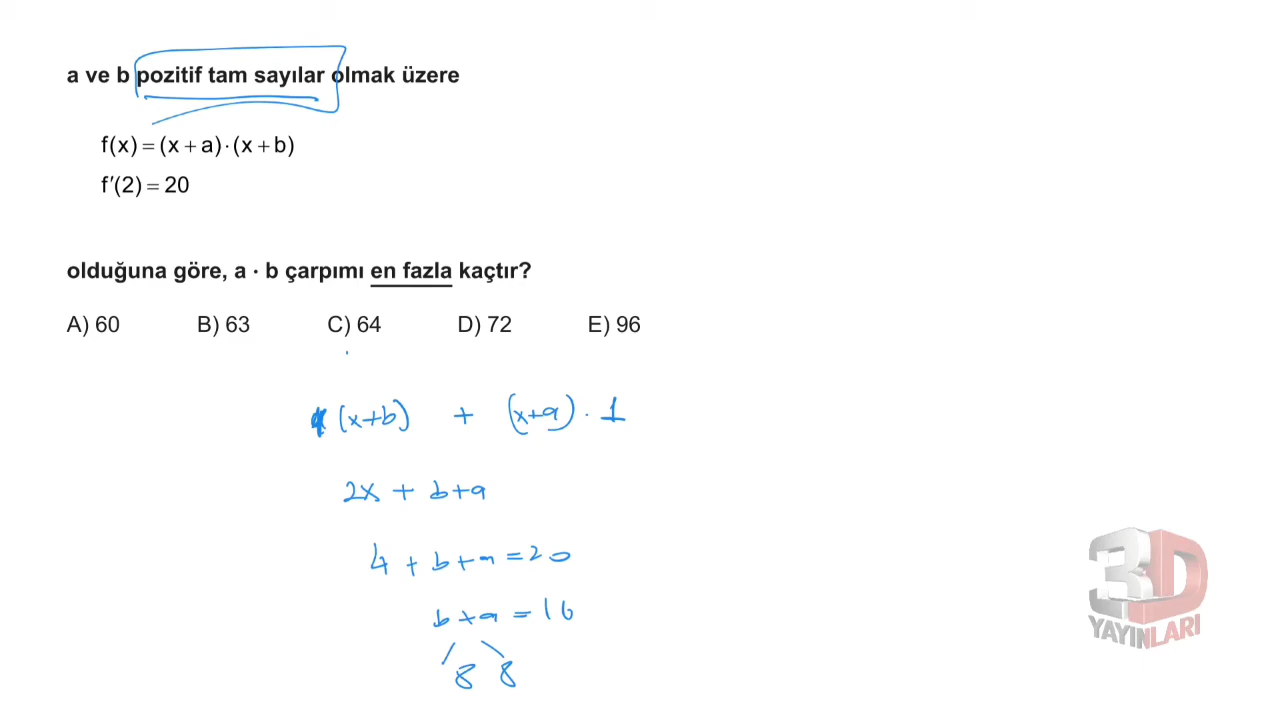 a ve b pozitif tam sayılar olmak üzere
f(x) = (x + a) · (x + b)
f′(2) = 20
olduğuna göre, a · b çarpımı en fazla kaçtır?
A) 60 B) 63 C) 64 D) 72 E) 96
(x+b) + (x+a) · 1
2x + b+a
4 + b+a = 20
b+a = 16
8 8
3D
YAYINLARI